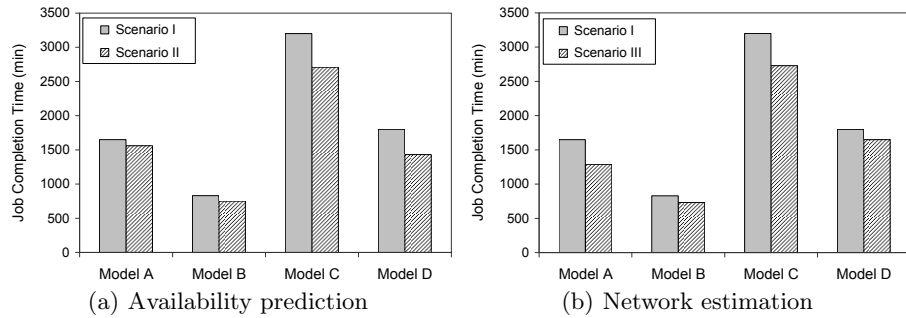 Job Completion Time (min)
3500
3000
2500
2000
1500
1000
500
0
Scenario I
Scenario II
Model A Model B Model C Model D
(a) Availability prediction
Job Completion Time (min)
3500
3000
2500
2000
1500
1000
500
0
Scenario I
Scenario III
Model A Model B Model C Model D
(b) Network estimation